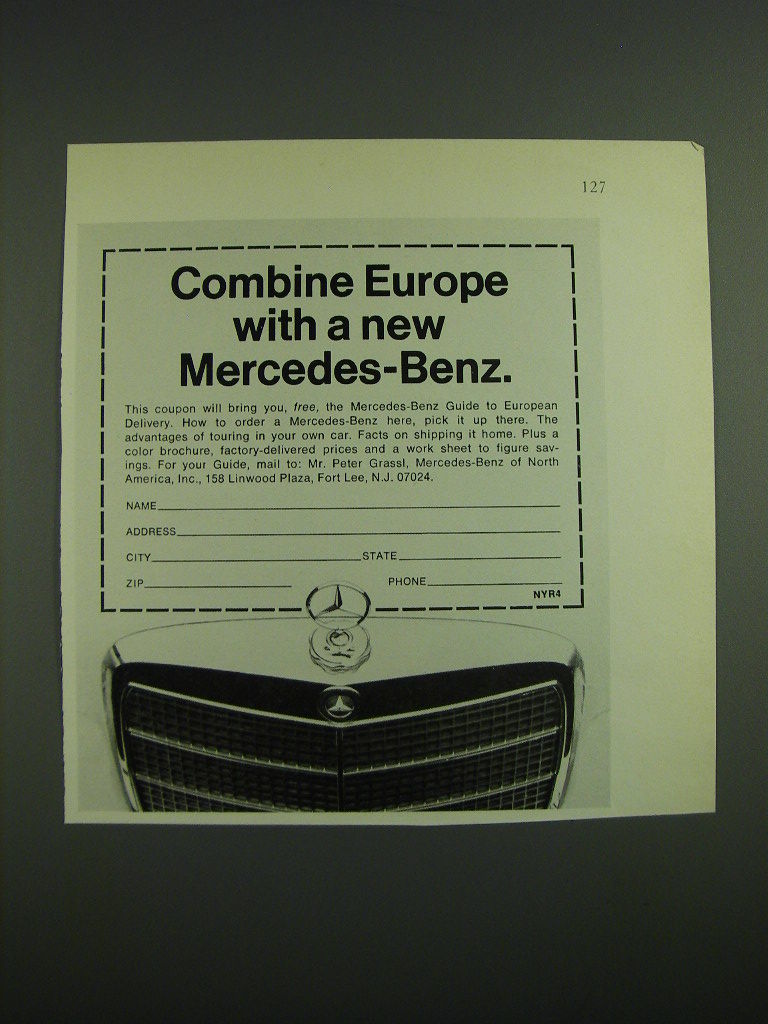 127
Combine Europe
with a new
Mercedes-Benz.
This coupon will bring you, free, the Mercedes-Benz Guide to European
Delivery. How to order a Mercedes-Benz here, pick it up there. The
advantages of touring in your own car. Facts on shipping it home. Plus a
color brochure, factory-delivered prices and a work sheet to figure sav-
ings. For your Guide, mail to: Mr. Peter Grassl, Mercedes-Benz of North
America, Inc., 158 Linwood Plaza, Fort Lee, N.J. 07024.
NAME
ADDRESS
CITY STATE
ZIP PHONE
NYR4